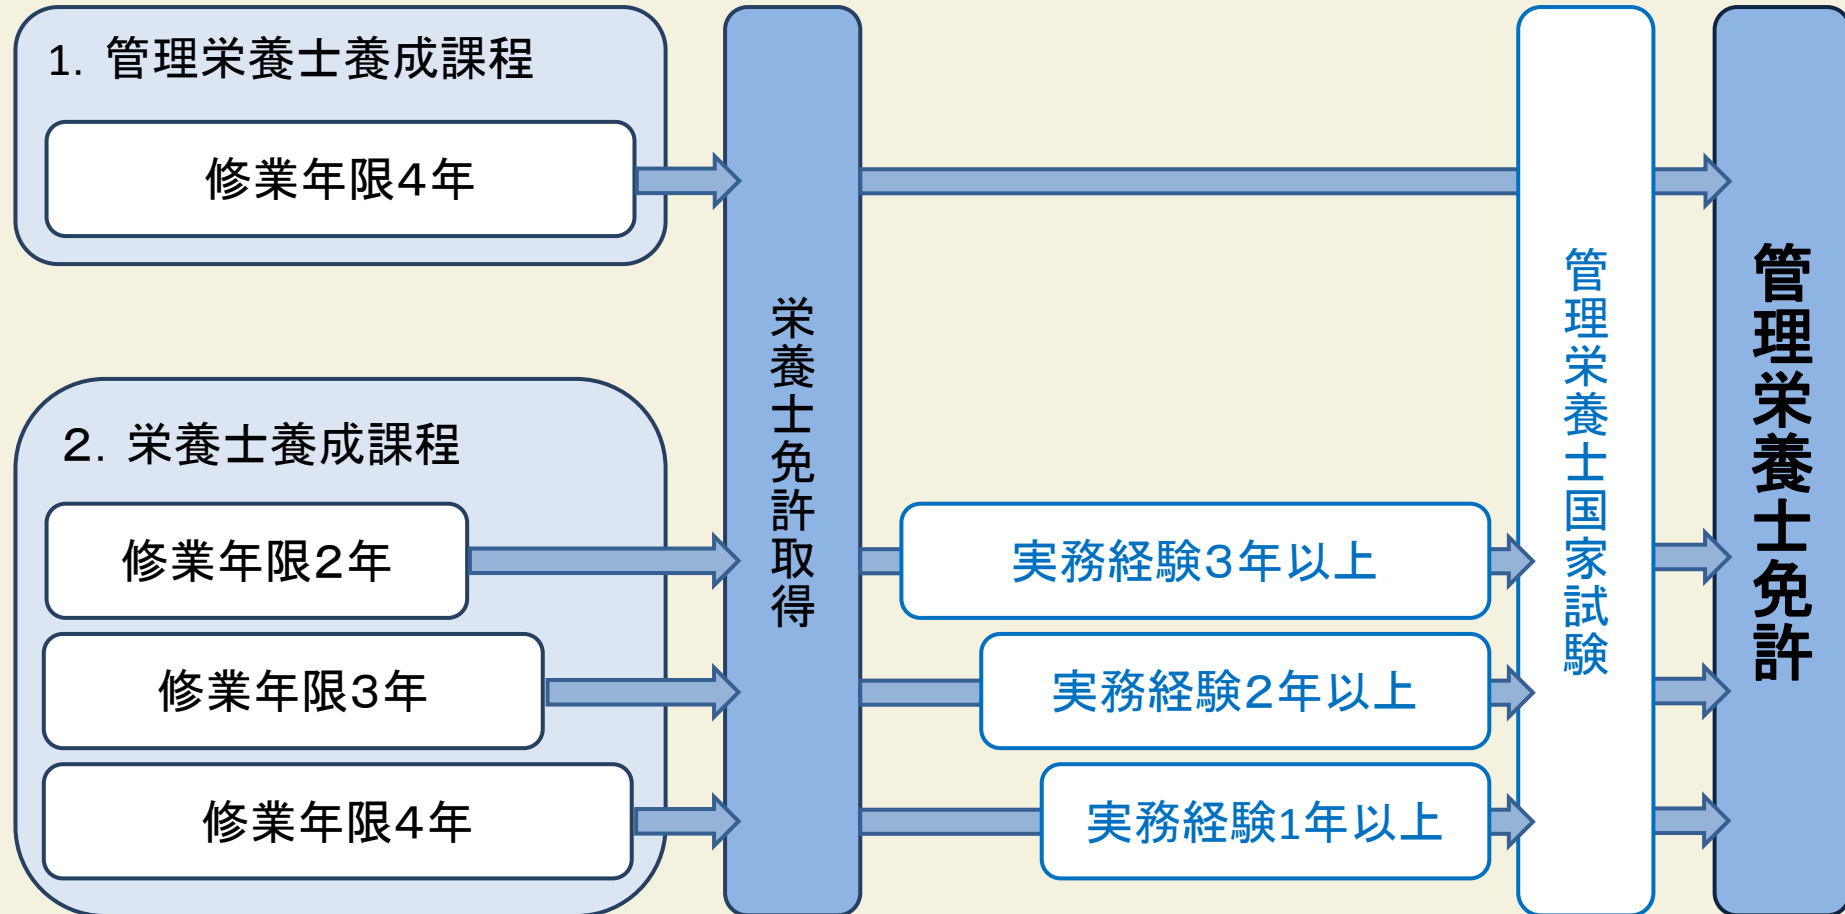 1. 管理栄養士養成課程
修業年限4年
2. 栄養士養成課程
修業年限2年
修業年限3年
修業年限4年
栄養士免許取得
実務経験3年以上
実務経験2年以上
実務経験1年以上
管理栄養士国家試験
管理栄養士免許